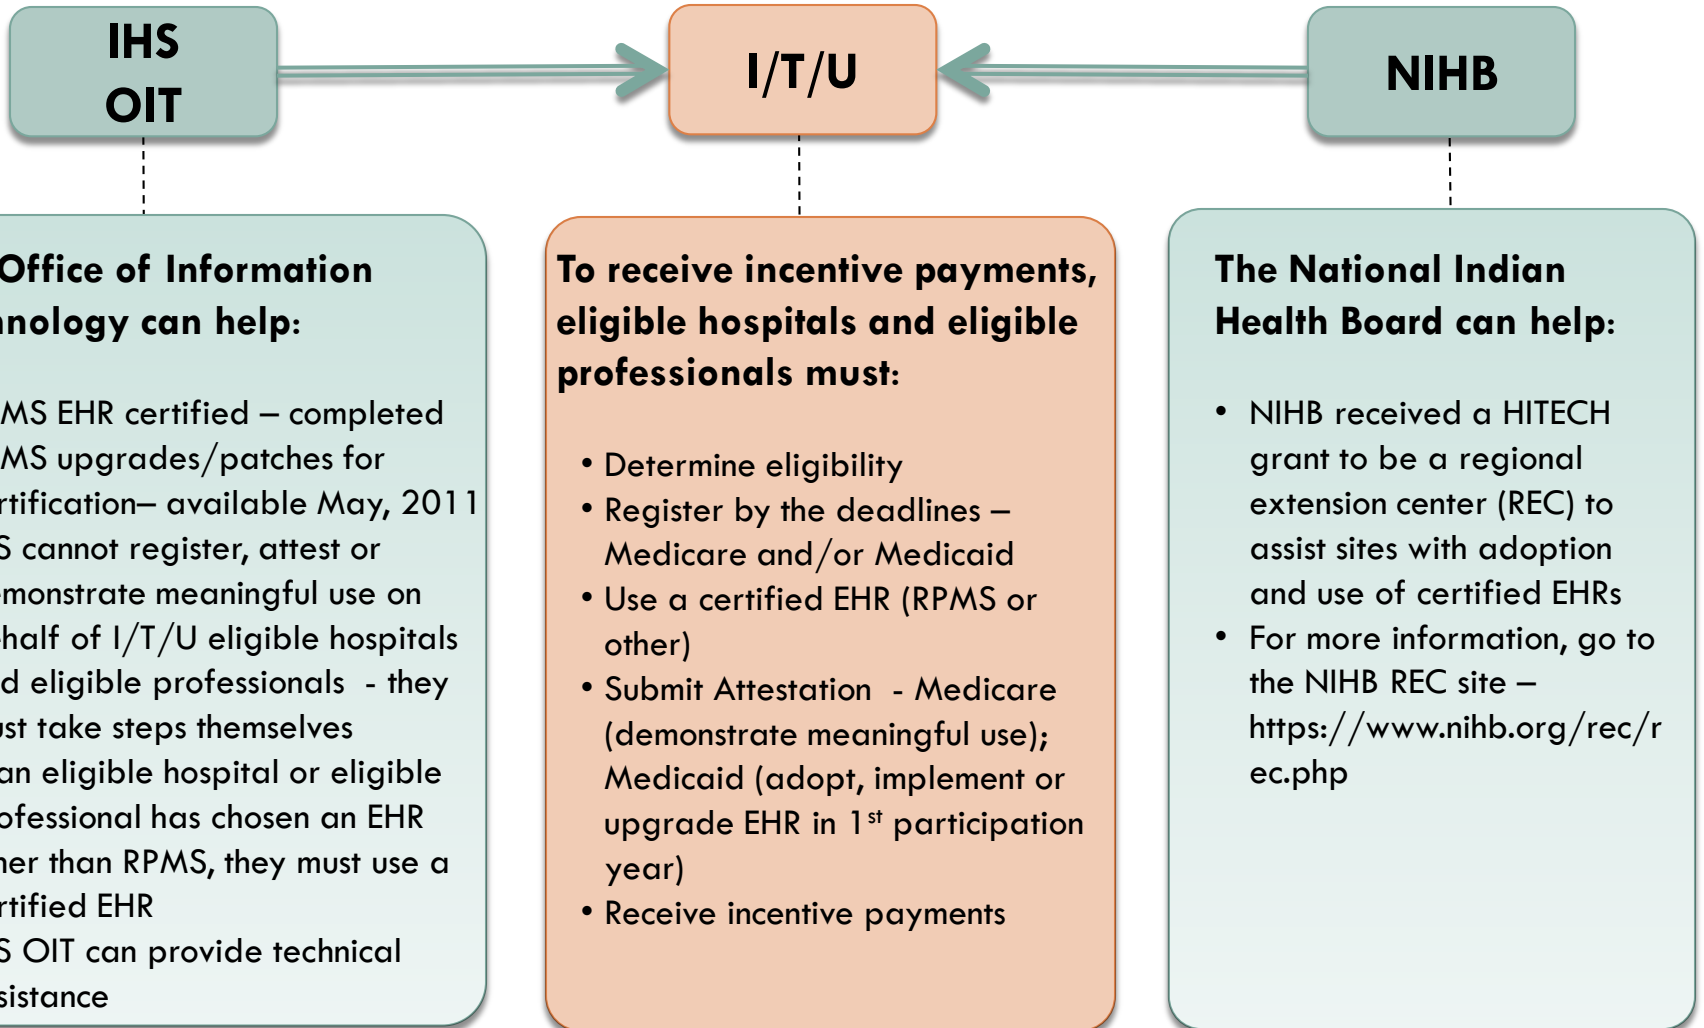 IHS
OIT
I/T/U
NIHB
Office of Information
nology can help:
MS EHR certified – completed
MS upgrades/patches for
rtification– available May, 2011
S cannot register, attest or
emonstrate meaningful use on
ehalf of I/T/U eligible hospitals
d eligible professionals  - they
ust take steps themselves
an eligible hospital or eligible
ofessional has chosen an EHR
her than RPMS, they must use a
rtified EHR
S OIT can provide technical
sistance
To receive incentive payments,
eligible hospitals and eligible
professionals must:
• Determine eligibility
• Register by the deadlines –
Medicare and/or Medicaid
• Use a certified EHR (RPMS or
other)
• Submit Attestation  - Medicare
(demonstrate meaningful use);
Medicaid (adopt, implement or
upgrade EHR in 1st participation
year)
• Receive incentive payments
The National Indian
Health Board can help:
• NIHB received a HITECH
grant to be a regional
extension center (REC) to
assist sites with adoption
and use of certified EHRs
• For more information, go to
the NIHB REC site –
https://www.nihb.org/rec/r
ec.php